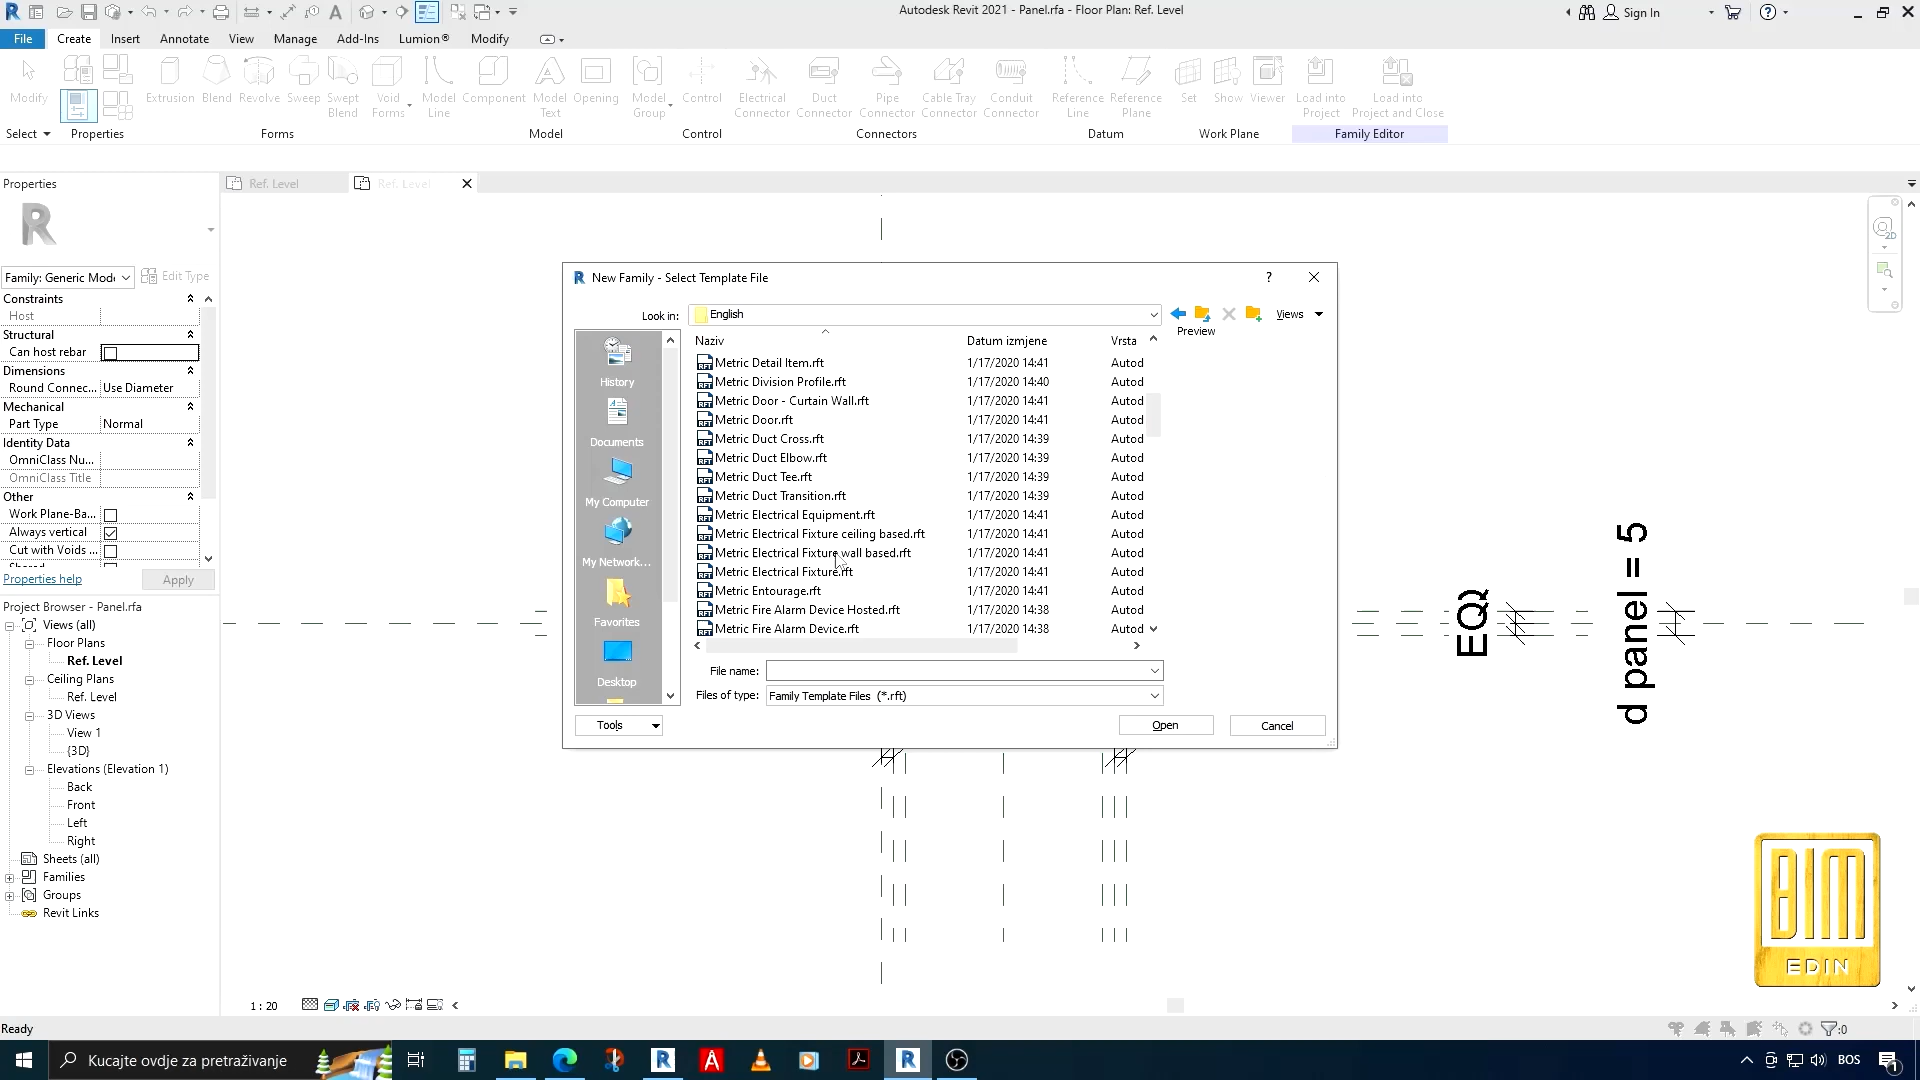 Autodesk Revit 2021 - Panel.rfa - Floor Plan: Ref. Level
Sign In
File Create Insert Annotate View Manage Add-Ins Lumion® Modify
Modify
Extrusion
Blend
Revolve
Sweep
Swept Blend
Void Forms
Model Line
Component
Model Text
Opening
Model Group
Control
Electrical Connector
Duct Connector
Pipe Connector
Cable Tray Connector
Conduit Connector
Reference Line
Reference Plane
Set
Show
Viewer
Load into Project
Load into Project and Close
Select Properties Forms Model Control Connectors Datum Work Plane Family Editor
Properties
Ref. Level
Ref. Level
R
Family: Generic Mode
Edit Type
Constraints
Host
Structural
Can host rebar
Dimensions
Round Connec... Use Diameter
Mechanical
Part Type Normal
Identity Data
OmniClass Nu...
OmniClass Title
Other
Work Plane-Ba...
Always vertical
Cut with Voids ...
Properties help
Apply
Project Browser - Panel.rfa
Views (all)
Floor Plans
Ref. Level
Ceiling Plans
Ref. Level
3D Views
View 1
{3D}
Elevations (Elevation 1)
Back
Front
Left
Right
Sheets (all)
Families
Groups
Revit Links
New Family - Select Template File
Look in: English
Views
Preview
History
Documents
My Computer
My Network...
Favorites
Desktop
Naziv Datum izmjene Vrsta
Metric Detail Item.rft 1/17/2020 14:41 Autod
Metric Division Profile.rft 1/17/2020 14:40 Autod
Metric Door - Curtain Wall.rft 1/17/2020 14:41 Autod
Metric Door.rft 1/17/2020 14:41 Autod
Metric Duct Cross.rft 1/17/2020 14:39 Autod
Metric Duct Elbow.rft 1/17/2020 14:39 Autod
Metric Duct Tee.rft 1/17/2020 14:39 Autod
Metric Duct Transition.rft 1/17/2020 14:39 Autod
Metric Electrical Equipment.rft 1/17/2020 14:41 Autod
Metric Electrical Fixture ceiling based.rft 1/17/2020 14:41 Autod
Metric Electrical Fixture wall based.rft 1/17/2020 14:41 Autod
Metric Electrical Fixture.rft 1/17/2020 14:41 Autod
Metric Entourage.rft 1/17/2020 14:41 Autod
Metric Fire Alarm Device Hosted.rft 1/17/2020 14:38 Autod
Metric Fire Alarm Device.rft 1/17/2020 14:38 Autod
File name:
Files of type: Family Template Files (*.rft)
Tools
Open
Cancel
EQ
d panel = 5
2D
BIM
EDIN
1 : 20
Ready
:0
Kucajte ovdje za pretraživanje
BOS
1